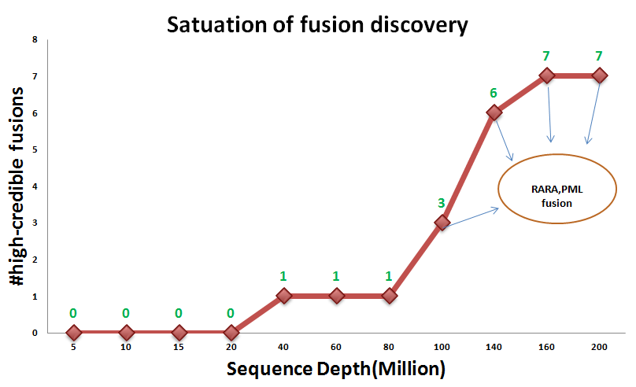 Satuation of fusion discovery
#high-credible fusions
8
7
6
5
4
3
2
1
0
0 0 0 0 1 1 1 3 6 7 7
RARA,PML
fusion
5 10 15 20 40 60 80 100 140 160 200
Sequence Depth(Million)